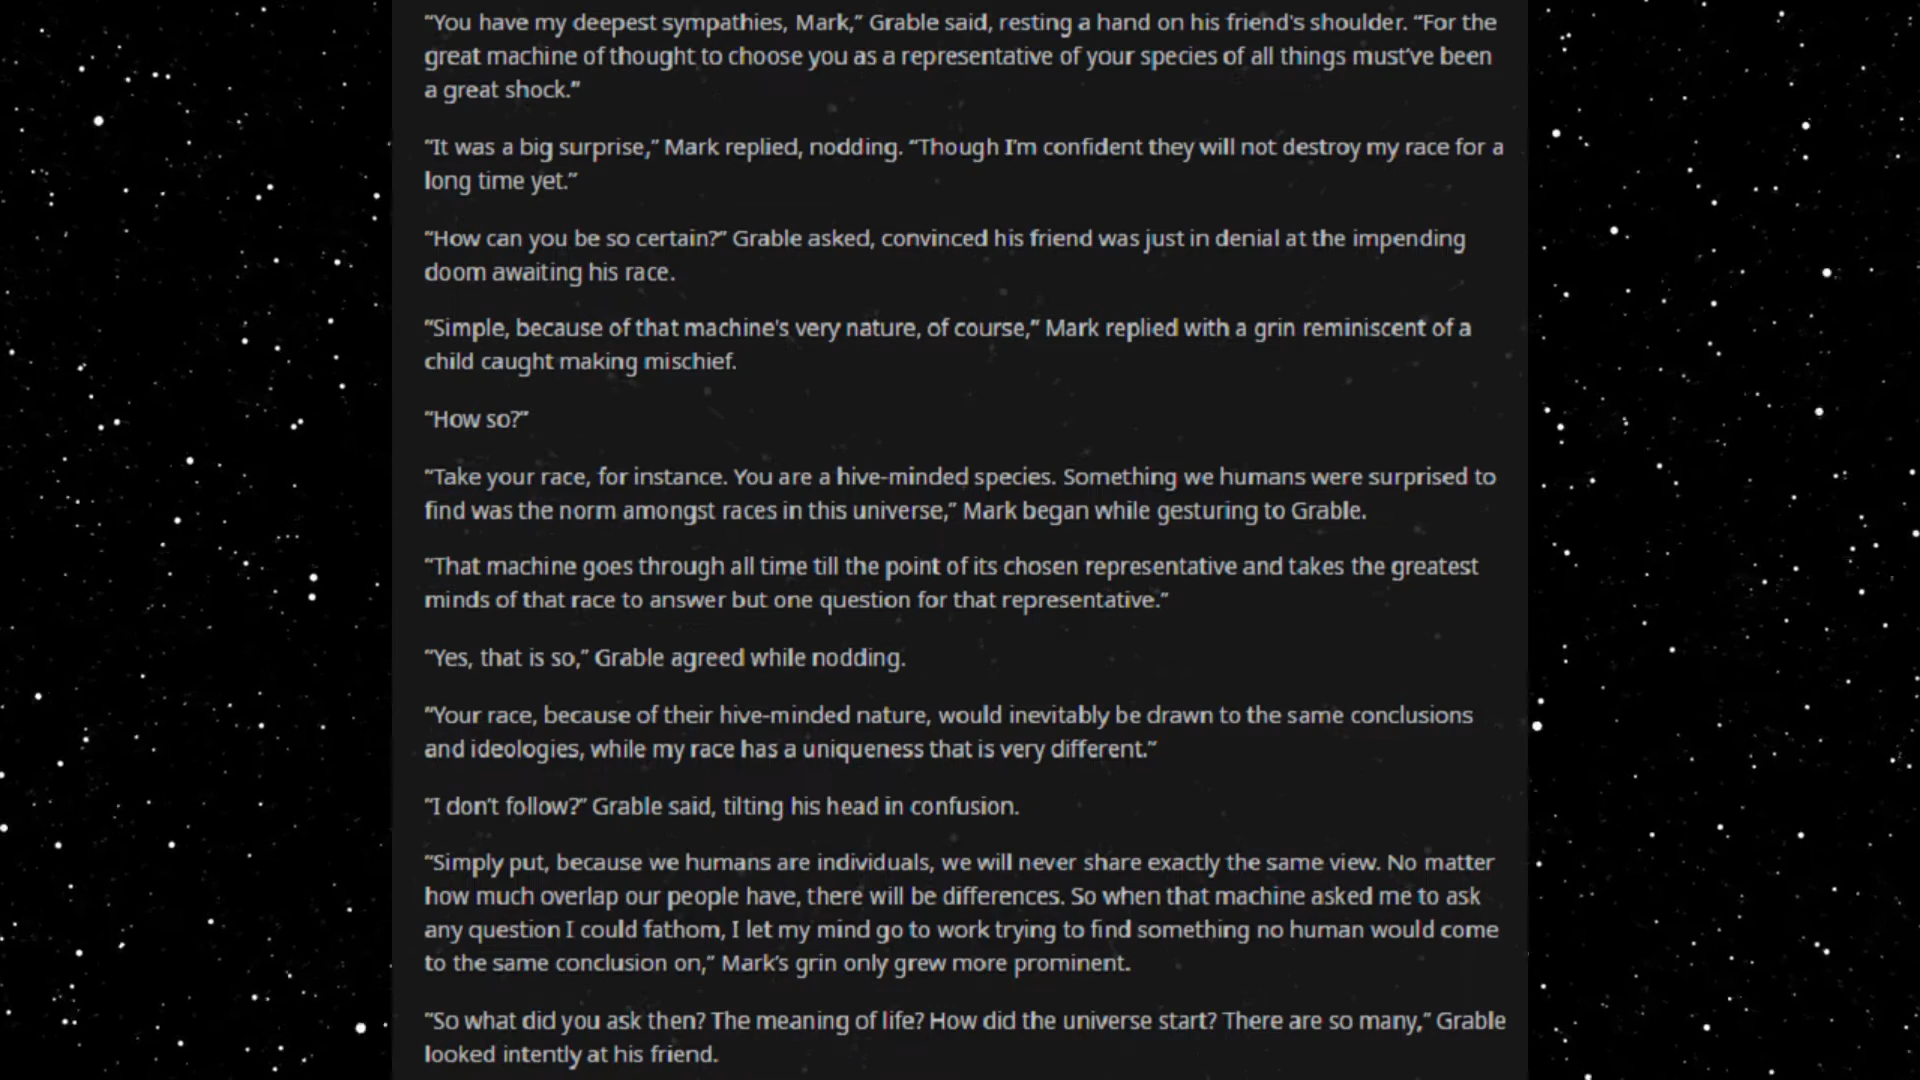 “You have my deepest sympathies, Mark,” Grable said, resting a hand on his friend's shoulder. “For the
great machine of thought to choose you as a representative of your species of all things must’ve been
a great shock.”
“It was a big surprise,” Mark replied, nodding. “Though I’m confident they will not destroy my race for a
long time yet.”
“How can you be so certain?” Grable asked, convinced his friend was just in denial at the impending
doom awaiting his race.
“Simple, because of that machine's very nature, of course,” Mark replied with a grin reminiscent of a
child caught making mischief.
“How so?”
“Take your race, for instance. You are a hive-minded species. Something we humans were surprised to
find was the norm amongst races in this universe,” Mark began while gesturing to Grable.
“That machine goes through all time till the point of its chosen representative and takes the greatest
minds of that race to answer but one question for that representative.”
“Yes, that is so,” Grable agreed while nodding.
“Your race, because of their hive-minded nature, would inevitably be drawn to the same conclusions
and ideologies, while my race has a uniqueness that is very different.”
“I don’t follow?” Grable said, tilting his head in confusion.
“Simply put, because we humans are individuals, we will never share exactly the same view. No matter
how much overlap our people have, there will be differences. So when that machine asked me to ask
any question I could fathom, I let my mind go to work trying to find something no human would come
to the same conclusion on,” Mark’s grin only grew more prominent.
“So what did you ask then? The meaning of life? How did the universe start? There are so many,” Grable
looked intently at his friend.